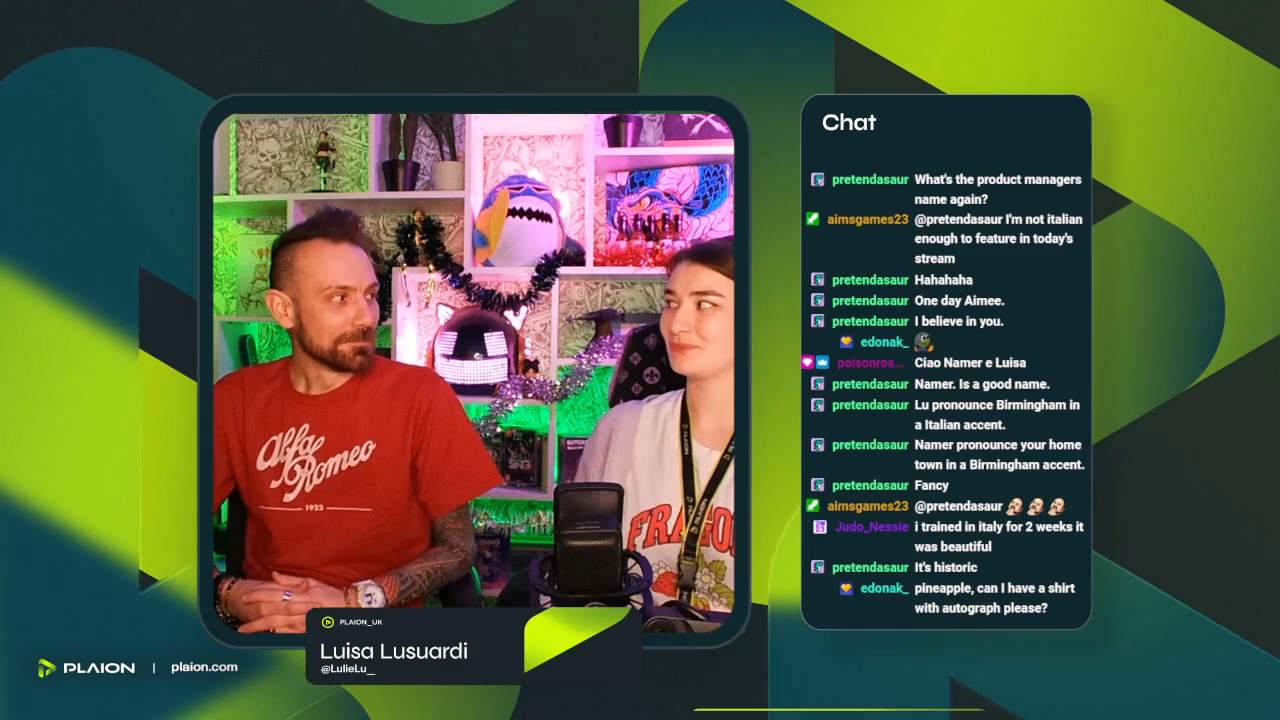 Chat
pretendasaur What's the product managers
name again?
aimsgames23 @pretendasaur I'm not italian
enough to feature in today's
stream
pretendasaur Hahahaha
pretendasaur One day Aimee.
pretendasaur I believe in you.
edonak_
poisonros... Ciao Namer e Luisa
pretendasaur Namer. Is a good name.
pretendasaur Lu pronounce Birmingham in
a Italian accent.
pretendasaur Namer pronounce your home
town in a Birmingham accent.
pretendasaur Fancy
aimsgames23 @pretendasaur
Judo_Nessie i trained in italy for 2 weeks it
was beautiful
pretendasaur It's historic
edonak_ pineapple, can I have a shirt
with autograph please?
Alfa
Romeo
1922
PLAION_UK
Luisa Lusuardi
@LulieLu__
PLAION | plaion.com